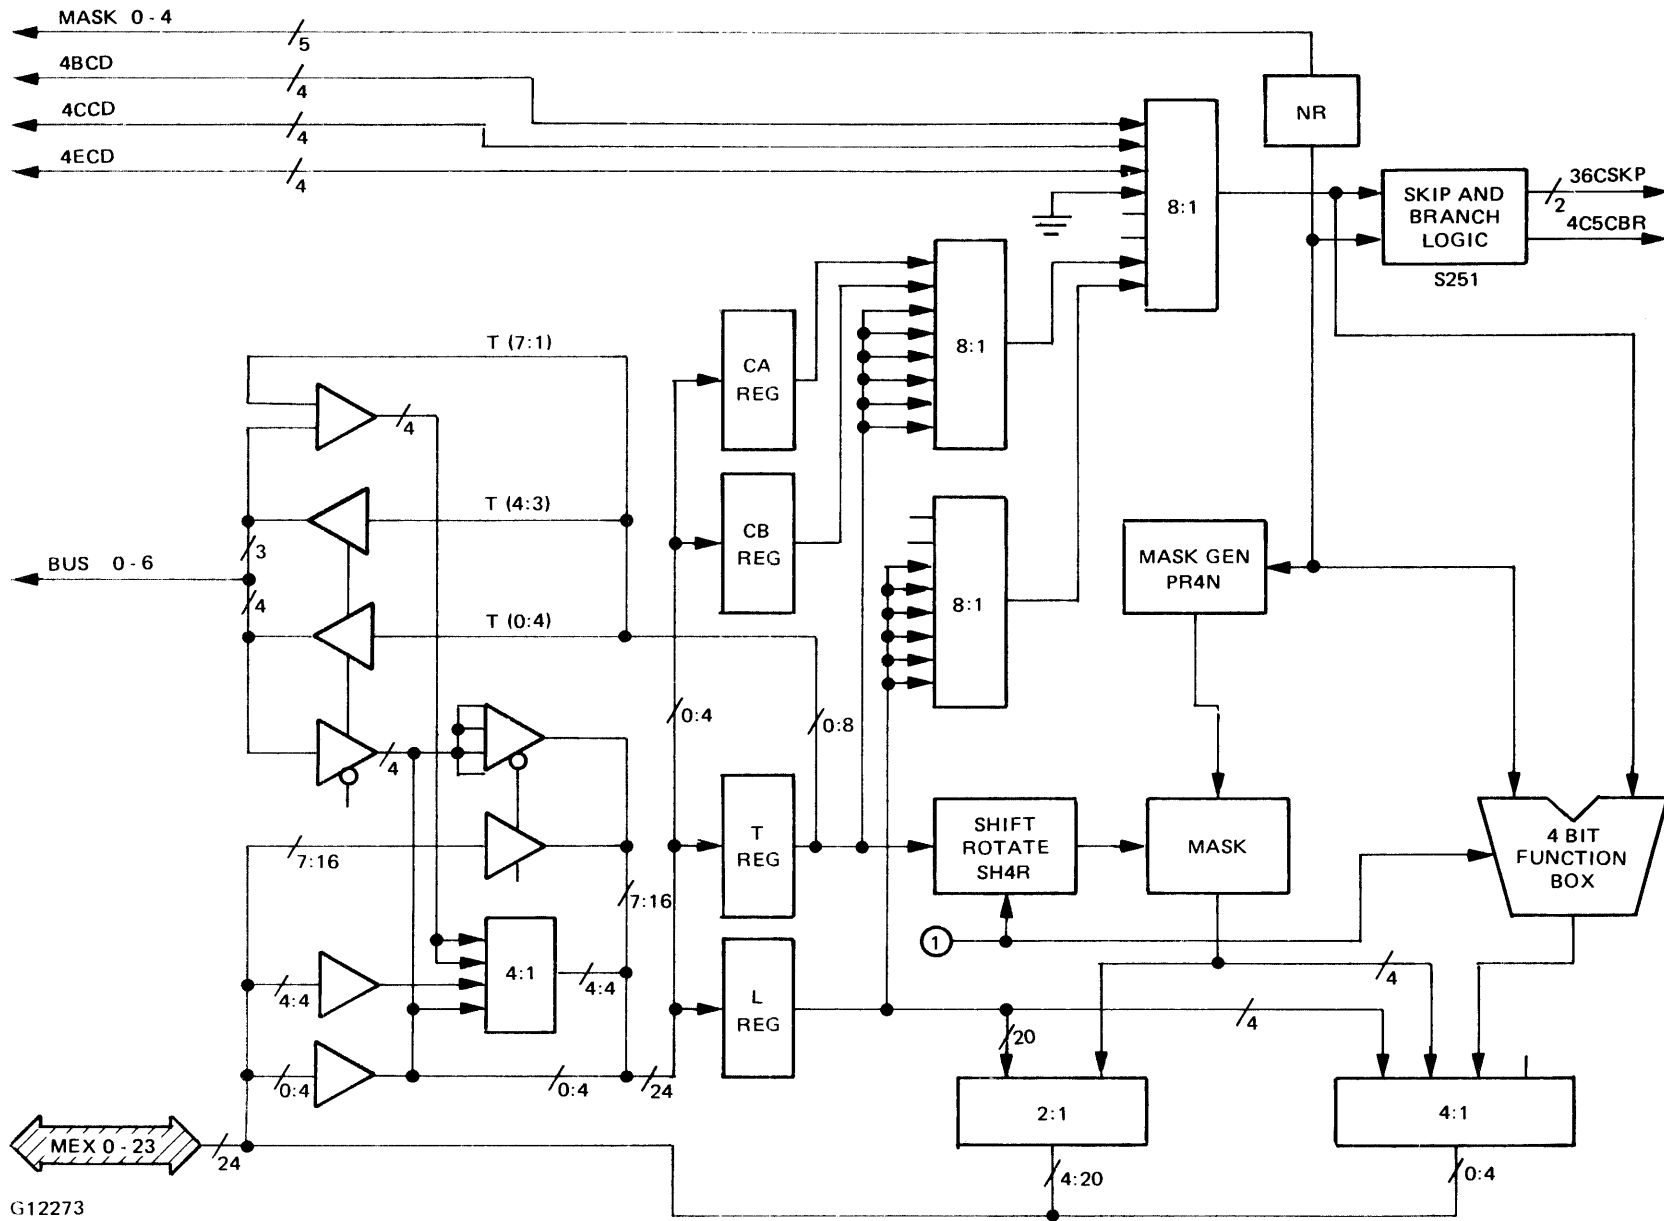 MASK 0 - 4
5
4BCD
4
4CCD
4
4ECD
4
NR
8:1
SKIP AND
BRANCH
LOGIC
S251
36CSKP
2
4C5CBR
T (7:1)
4
CA
REG
8:1
T (4:3)
3
BUS 0 - 6
4
CB
REG
8:1
MASK GEN
PR4N
T (0:4)
0:4
0:8
4
7:16
7:16
T
REG
SHIFT
ROTATE
SH4R
MASK
4 BIT
FUNCTION
BOX
1
4:1
4:4
4:4
4
L
REG
20
4
0:4
0:4
24
2:1
4:1
MEX 0 - 23
24
4:20
0:4
G12273